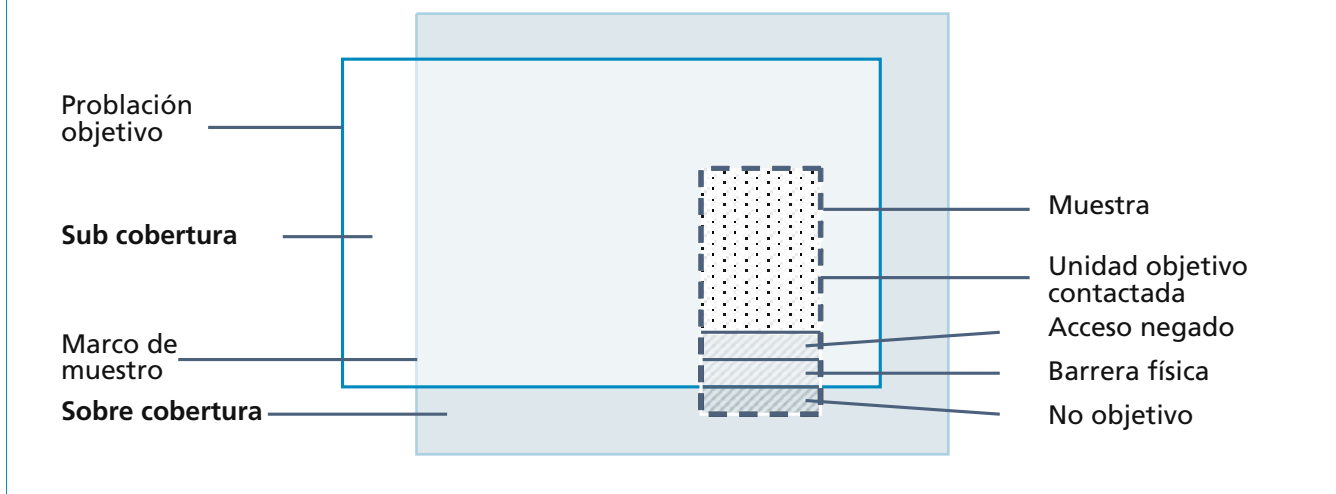 Problación
objetivo
Sub cobertura
Marco de
muestro
Sobre cobertura
Muestra
Unidad objetivo
contactada
Acceso negado
Barrera física
No objetivo